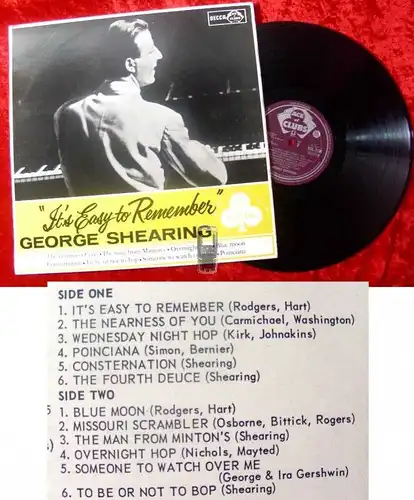 DECCA
"It's Easy to Remember"
GEORGE SHEARING
ACE OF CLUBS
SIDE ONE
1. IT'S EASY TO REMEMBER (Rodgers, Hart)
2. THE NEARNESS OF YOU (Carmichael, Washington)
3. WEDNESDAY NIGHT HOP (Kirk, Johnakins)
4. POINCIANA (Simon, Bernier)
5. CONSTERNATION (Shearing)
6. THE FOURTH DEUCE (Shearing)
SIDE TWO
1. BLUE MOON (Rodgers, Hart)
2. MISSOURI SCRAMBLER (Osborne, Bittick, Rogers)
3. THE MAN FROM MINTON'S (Shearing)
4. OVERNIGHT HOP (Nichols, Mayted)
5. SOMEONE TO WATCH OVER ME
(George & Ira Gershwin)
6. TO BE OR NOT TO BOP (Shearing)